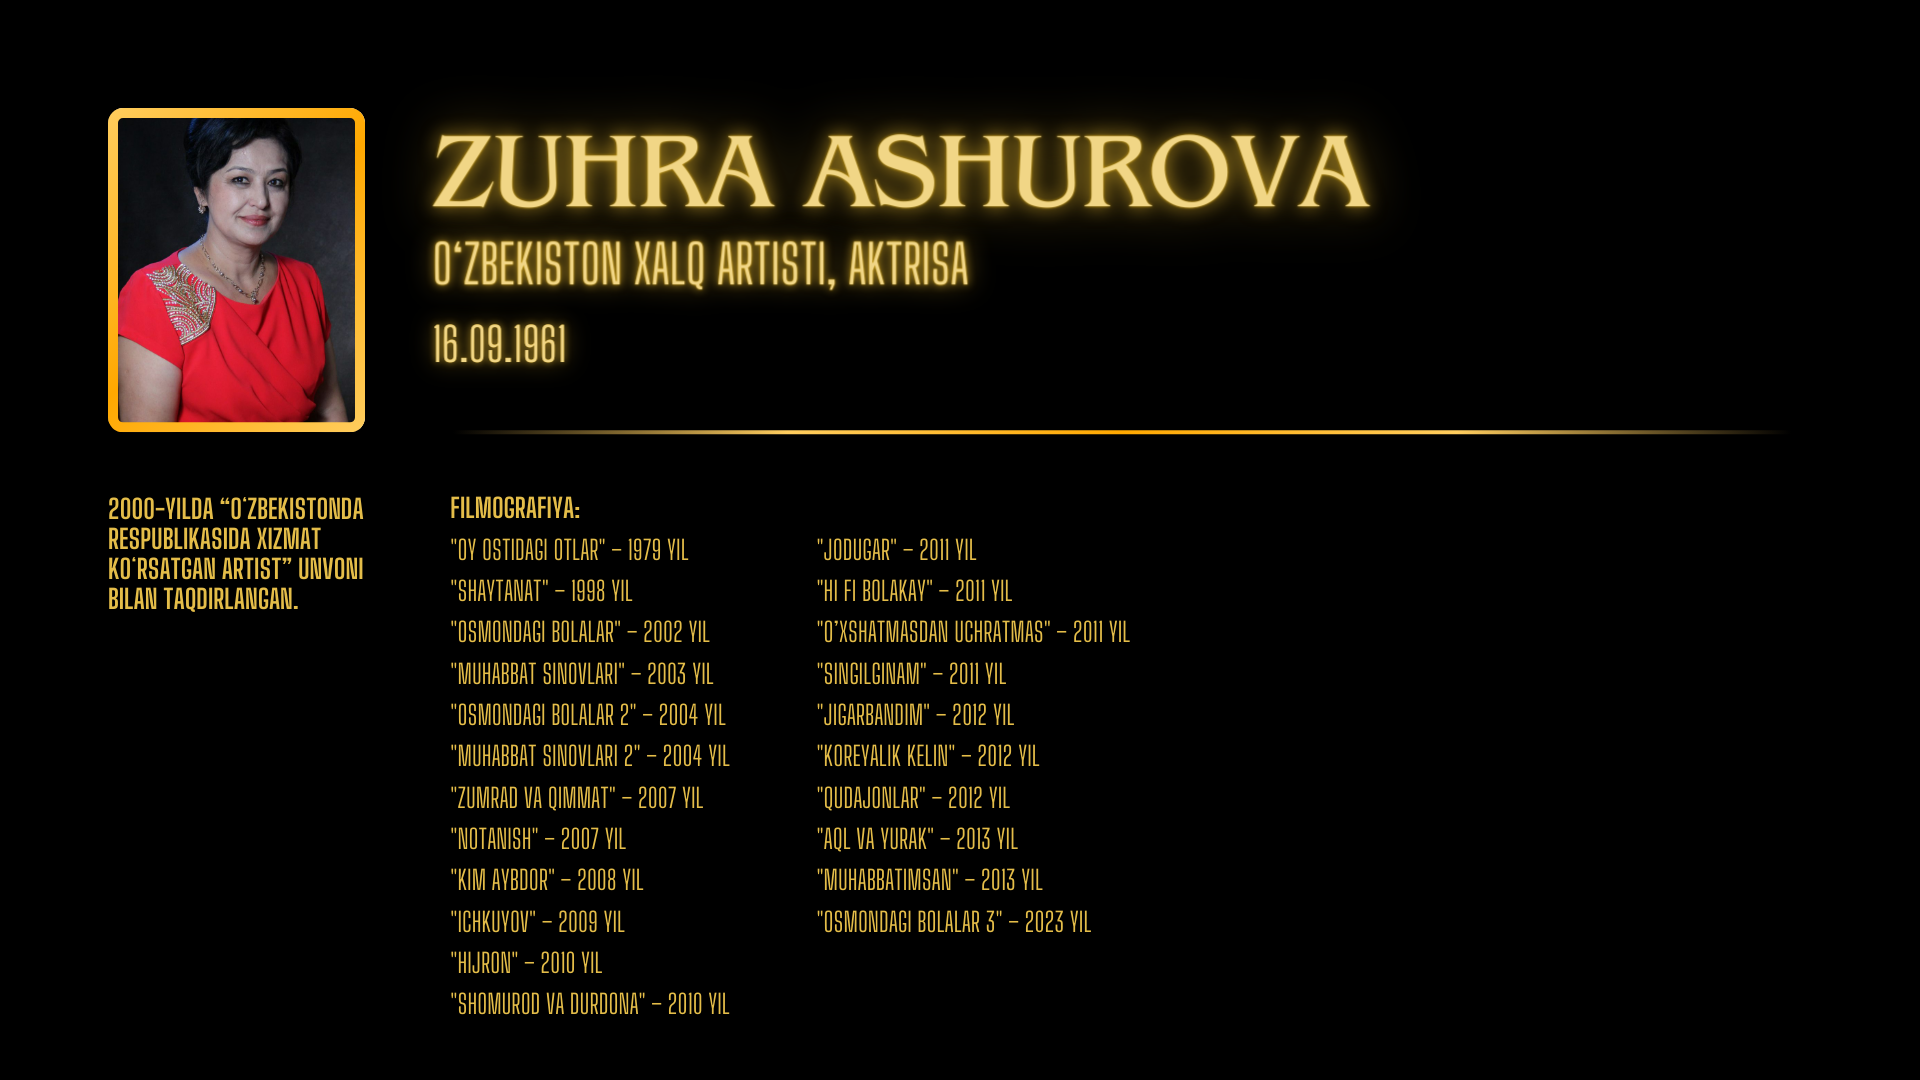 ZUHRA ASHUROVA
O‘ZBEKISTON XALQ ARTISTI, AKTRISA
16.09.1961
2000-YILDA “O‘ZBEKISTONDA
RESPUBLIKASIDA XIZMAT
KO‘RSATGAN ARTIST” UNVONI
BILAN TAQDIRLANGAN.
FILMOGRAFIYA:
"OY OSTIDAGI OTLAR" – 1979 YIL
"SHAYTANAT" – 1998 YIL
"OSMONDAGI BOLALAR" – 2002 YIL
"MUHABBAT SINOVLARI" – 2003 YIL
"OSMONDAGI BOLALAR 2" – 2004 YIL
"MUHABBAT SINOVLARI 2" – 2004 YIL
"ZUMRAD VA QIMMAT" – 2007 YIL
"NOTANISH" – 2007 YIL
"KIM AYBDOR" – 2008 YIL
"ICHKUYOV" – 2009 YIL
"HIJRON" – 2010 YIL
"SHOMUROD VA DURDONA" – 2010 YIL
"JODUGAR" – 2011 YIL
"HI FI BOLAKAY" – 2011 YIL
"O’XSHATMASDAN UCHRATMAS" – 2011 YIL
"SINGILGINAM" – 2011 YIL
"JIGARBANDIM" – 2012 YIL
"KOREYALIK KELIN" – 2012 YIL
"QUDAJONLAR" – 2012 YIL
"AQL VA YURAK" – 2013 YIL
"MUHABBATIMSAN" – 2013 YIL
"OSMONDAGI BOLALAR 3" – 2023 YIL